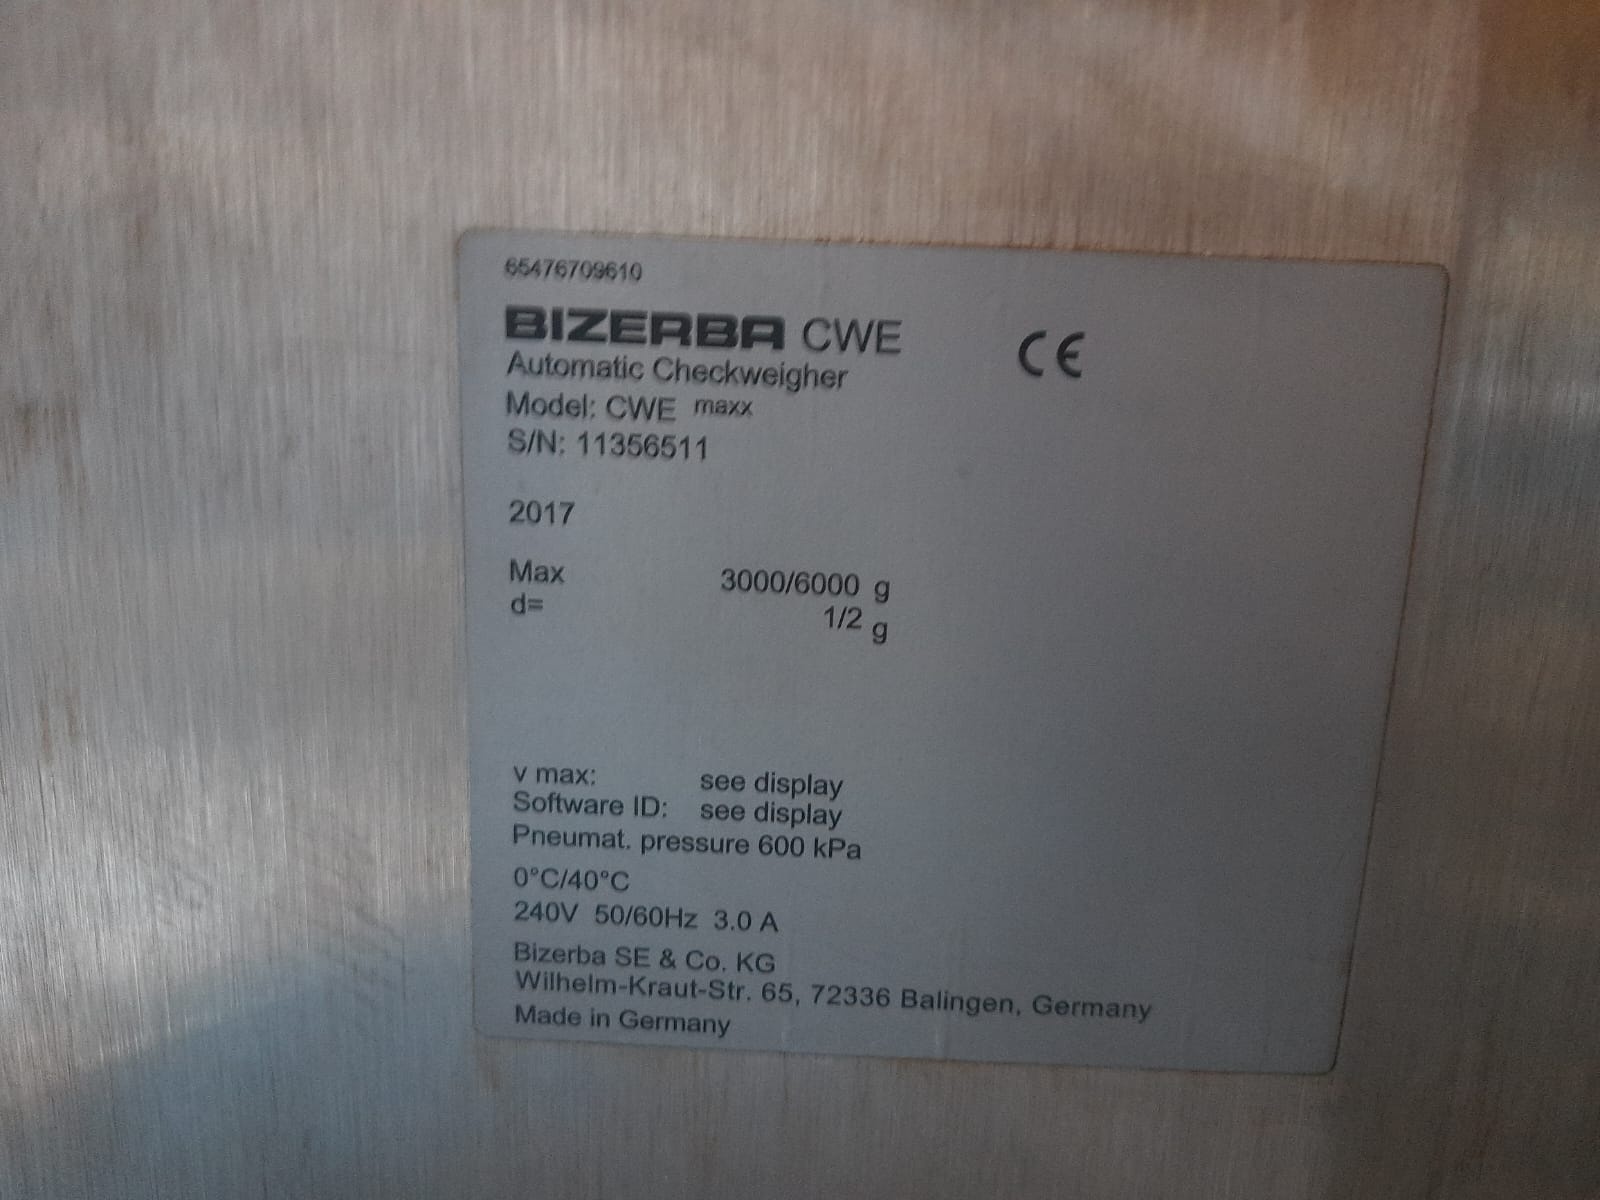 65476709610
BIZERBA CWE
CE
Automatic Checkweigher
Model: CWE maxx
S/N: 11356511
2017
Max 3000/6000 g
d= 1/2 g
v max: see display
Software ID: see display
Pneumat. pressure 600 kPa
0°C/40°C
240V 50/60Hz 3.0 A
Bizerba SE & Co. KG
Wilhelm-Kraut-Str. 65, 72336 Balingen, Germany
Made in Germany